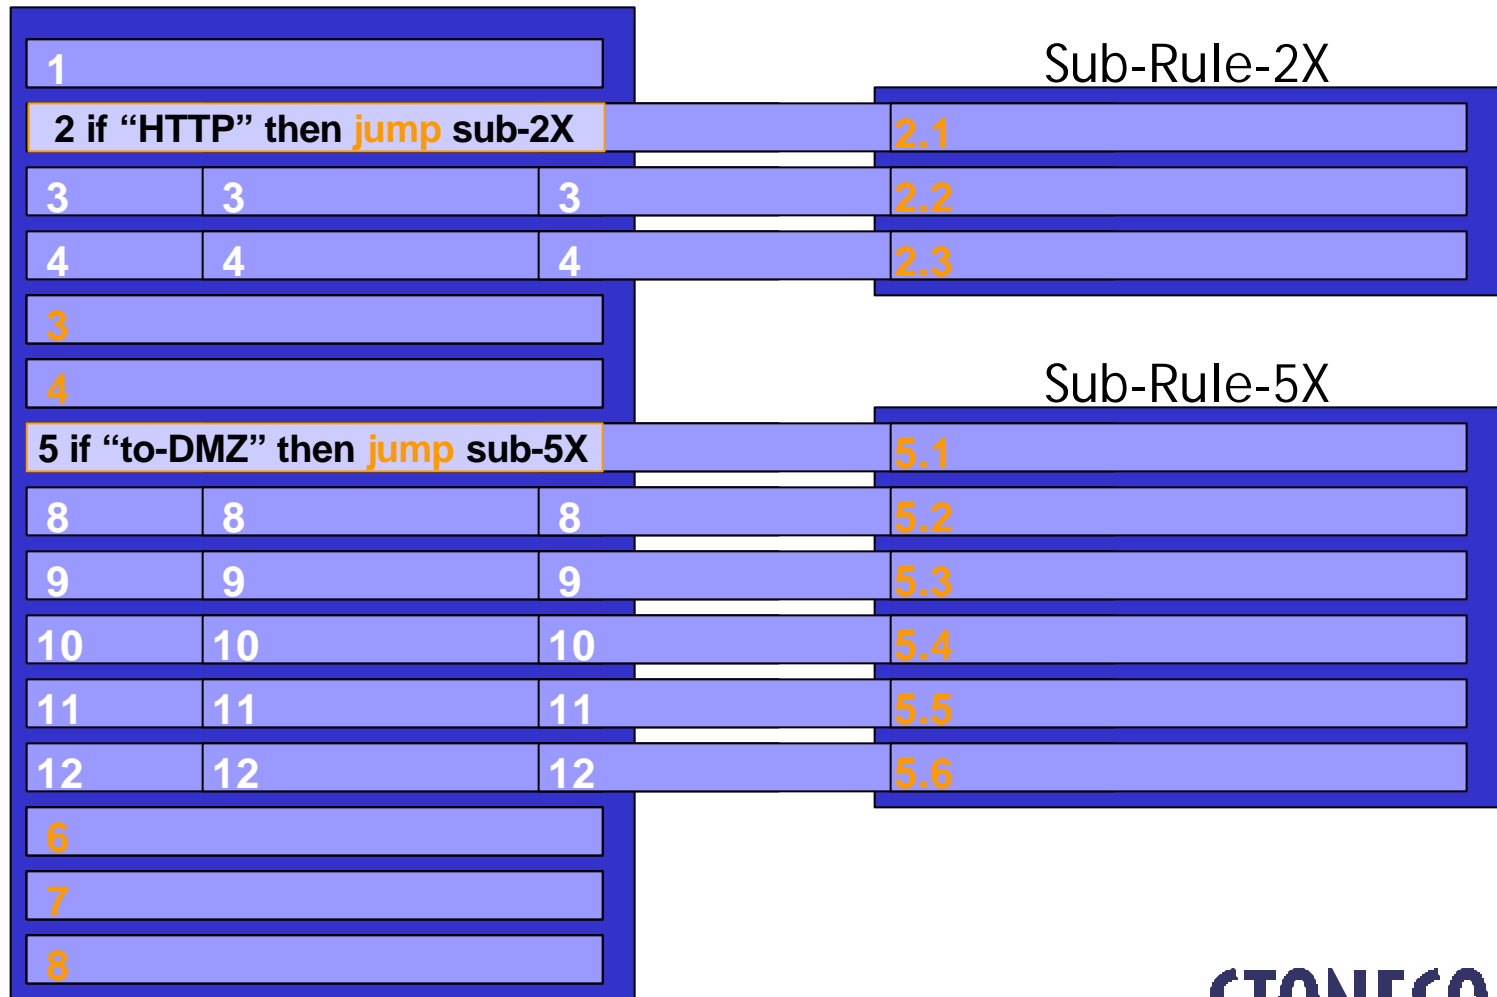 1
Sub-Rule-2X
2 if “HTTP” then jump sub-2X 2.1
3 3 3 2.2
4 4 4 2.3
3
4
Sub-Rule-5X
5 if “to-DMZ” then jump sub-5X 5.1
8 8 8 5.2
9 9 9 5.3
10 10 10 5.4
11 11 11 5.5
12 12 12 5.6
6
7
8